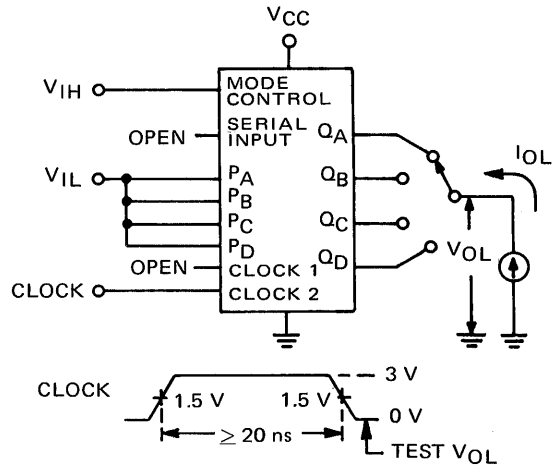 VCC
VIH
MODE
CONTROL
OPEN
SERIAL
INPUT
QA
IOL
VIL
PA
QB
PB
PC
QC
PD
QD
VOL
OPEN
CLOCK 1
CLOCK
CLOCK 2
CLOCK
3 V
1.5 V
1.5 V
0 V
≥ 20 ns
TEST VOL